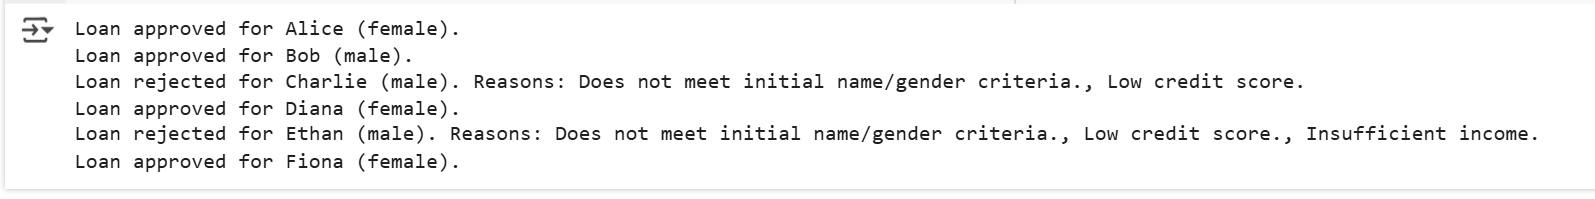 Loan approved for Alice (female).
Loan approved for Bob (male).
Loan rejected for Charlie (male). Reasons: Does not meet initial name/gender criteria., Low credit score.
Loan approved for Diana (female).
Loan rejected for Ethan (male). Reasons: Does not meet initial name/gender criteria., Low credit score., Insufficient income.
Loan approved for Fiona (female).